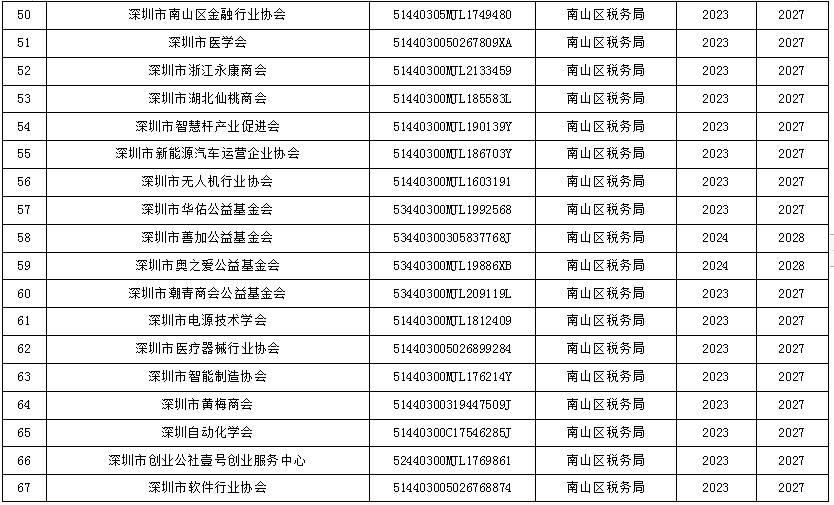 50 深圳市南山区金融行业协会 51440305MJL1749480 南山区税务局 2023 2027
51 深圳市医学会 5144030050267809XA 南山区税务局 2023 2027
52 深圳市浙江永康商会 51440300MJL2133459 南山区税务局 2023 2027
53 深圳市湖北仙桃商会 51440300MJL185583L 南山区税务局 2023 2027
54 深圳市智慧杆产业促进会 51440300MJL190139Y 南山区税务局 2023 2027
55 深圳市新能源汽车运营企业协会 51440300MJL186703Y 南山区税务局 2023 2027
56 深圳市无人机行业协会 51440300MJL1603191 南山区税务局 2023 2027
57 深圳市华佑公益基金会 53440300MJL1992568 南山区税务局 2023 2027
58 深圳市善加公益基金会 53440300305837768J 南山区税务局 2024 2028
59 深圳市奥之爱公益基金会 53440300MJL19886XB 南山区税务局 2024 2028
60 深圳市潮青商会公益基金会 53440300MJL209119L 南山区税务局 2023 2027
61 深圳市电源技术学会 51440300MJL1812409 南山区税务局 2023 2027
62 深圳市医疗器械行业协会 514403005026899284 南山区税务局 2023 2027
63 深圳市智能制造协会 51440300MJL176214Y 南山区税务局 2023 2027
64 深圳市黄梅商会 51440300319447509J 南山区税务局 2023 2027
65 深圳自动化学会 51440300C17546285J 南山区税务局 2023 2027
66 深圳市创业公社壹号创业服务中心 52440300MJL1769861 南山区税务局 2023 2027
67 深圳市软件行业协会 514403005026768874 南山区税务局 2023 2027